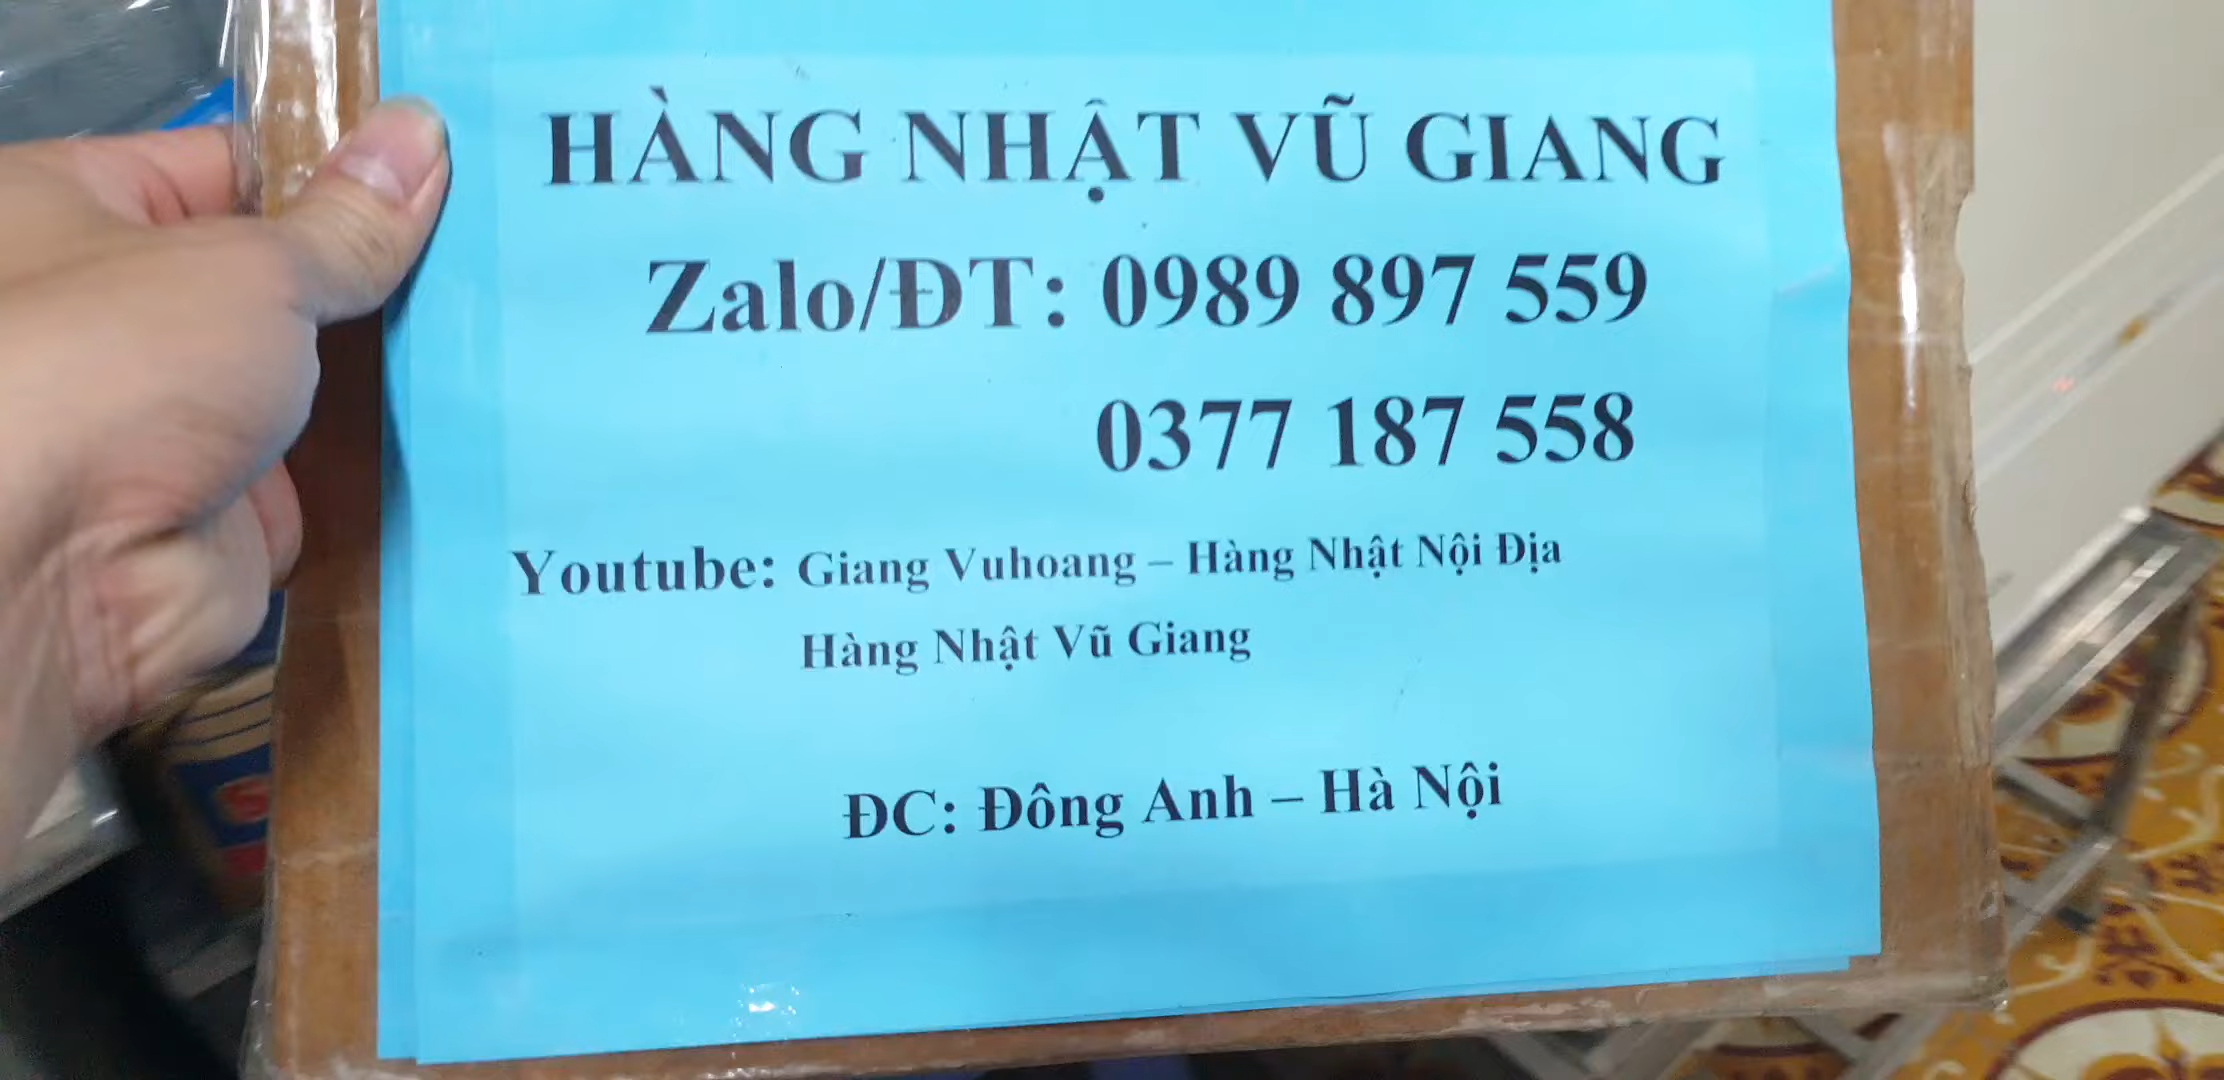 HÀNG NHẬT VŨ GIANG
Zalo/ĐT: 0989 897 559
0377 187 558
Youtube: Giang Vuhoang – Hàng Nhật Nội Địa
Hàng Nhật Vũ Giang
ĐC: Đông Anh – Hà Nội